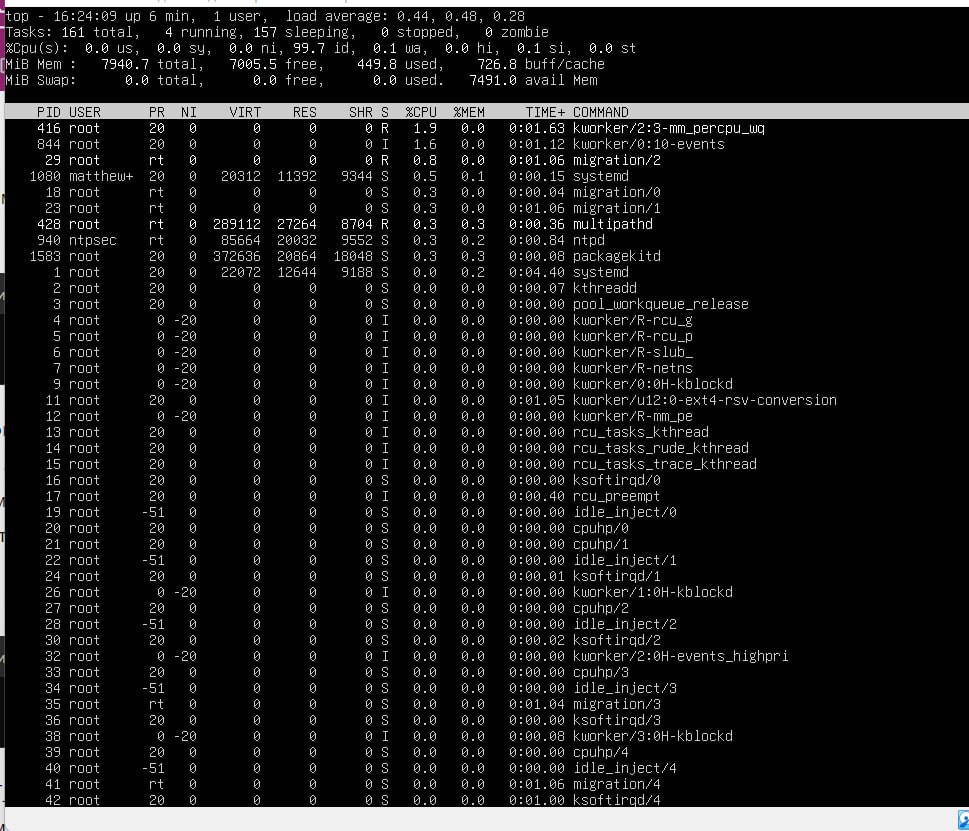 top - 16:24:09 up 6 min,  1 user,  load average: 0.44, 0.48, 0.28
Tasks: 161 total,   4 running, 157 sleeping,   0 stopped,   0 zombie
%Cpu(s):  0.0 us,  0.0 sy,  0.0 ni, 99.7 id,  0.1 wa,  0.0 hi,  0.1 si,  0.0 st
MiB Mem :   7940.7 total,   7005.5 free,    449.8 used,    726.8 buff/cache
MiB Swap:      0.0 total,      0.0 free,      0.0 used.   7491.0 avail Mem
PID USER      PR  NI    VIRT    RES    SHR S  %CPU  %MEM     TIME+ COMMAND
416 root      20   0       0      0      0 R   1.9   0.0   0:01.63 kworker/2:3-mm_percpu_wq
844 root      20   0       0      0      0 I   1.6   0.0   0:01.12 kworker/0:10-events
29 root      rt   0       0      0      0 R   0.8   0.0   0:01.06 migration/2
1080 matthew+  20   0   20312  11392   9344 S   0.5   0.1   0:00.15 systemd
18 root      rt   0       0      0      0 S   0.3   0.0   0:00.04 migration/0
23 root      rt   0       0      0      0 S   0.3   0.0   0:01.06 migration/1
428 root      rt   0  289112  27264   8704 R   0.3   0.3   0:00.36 multipathd
940 ntpsec    rt   0   85664  20032   9552 S   0.3   0.2   0:00.84 ntpd
1583 root      20   0  372636  20864  18048 S   0.3   0.3   0:00.08 packagekitd
1 root      20   0   22072  12644   9188 S   0.0   0.2   0:04.40 systemd
2 root      20   0       0      0      0 S   0.0   0.0   0:00.07 kthreadd
3 root      20   0       0      0      0 S   0.0   0.0   0:00.00 pool_workqueue_release
4 root       0 -20       0      0      0 I   0.0   0.0   0:00.00 kworker/R-rcu_g
5 root       0 -20       0      0      0 I   0.0   0.0   0:00.00 kworker/R-rcu_p
6 root       0 -20       0      0      0 I   0.0   0.0   0:00.00 kworker/R-slub_
7 root       0 -20       0      0      0 I   0.0   0.0   0:00.00 kworker/R-netns
9 root       0 -20       0      0      0 I   0.0   0.0   0:00.00 kworker/0:0H-kblockd
11 root      20   0       0      0      0 I   0.0   0.0   0:01.05 kworker/u12:0-ext4-rsv-conversion
12 root       0 -20       0      0      0 I   0.0   0.0   0:00.00 kworker/R-mm_pe
13 root      20   0       0      0      0 I   0.0   0.0   0:00.00 rcu_tasks_kthread
14 root      20   0       0      0      0 I   0.0   0.0   0:00.00 rcu_tasks_rude_kthread
15 root      20   0       0      0      0 I   0.0   0.0   0:00.00 rcu_tasks_trace_kthread
16 root      20   0       0      0      0 S   0.0   0.0   0:00.00 ksoftirqd/0
17 root      20   0       0      0      0 I   0.0   0.0   0:00.40 rcu_preempt
19 root     -51   0       0      0      0 S   0.0   0.0   0:00.00 idle_inject/0
20 root      20   0       0      0      0 S   0.0   0.0   0:00.00 cpuhp/0
21 root      20   0       0      0      0 S   0.0   0.0   0:00.00 cpuhp/1
22 root     -51   0       0      0      0 S   0.0   0.0   0:00.00 idle_inject/1
24 root      20   0       0      0      0 S   0.0   0.0   0:00.01 ksoftirqd/1
26 root       0 -20       0      0      0 I   0.0   0.0   0:00.00 kworker/1:0H-kblockd
27 root      20   0       0      0      0 S   0.0   0.0   0:00.00 cpuhp/2
28 root     -51   0       0      0      0 S   0.0   0.0   0:00.00 idle_inject/2
30 root      20   0       0      0      0 S   0.0   0.0   0:00.02 ksoftirqd/2
32 root       0 -20       0      0      0 I   0.0   0.0   0:00.00 kworker/2:0H-events_highpri
33 root      20   0       0      0      0 S   0.0   0.0   0:00.00 cpuhp/3
34 root     -51   0       0      0      0 S   0.0   0.0   0:00.00 idle_inject/3
35 root      rt   0       0      0      0 S   0.0   0.0   0:01.04 migration/3
36 root      20   0       0      0      0 S   0.0   0.0   0:00.00 ksoftirqd/3
38 root       0 -20       0      0      0 I   0.0   0.0   0:00.08 kworker/3:0H-kblockd
39 root      20   0       0      0      0 S   0.0   0.0   0:00.00 cpuhp/4
40 root     -51   0       0      0      0 S   0.0   0.0   0:00.00 idle_inject/4
41 root      rt   0       0      0      0 S   0.0   0.0   0:01.06 migration/4
42 root      20   0       0      0      0 S   0.0   0.0   0:01.00 ksoftirqd/4